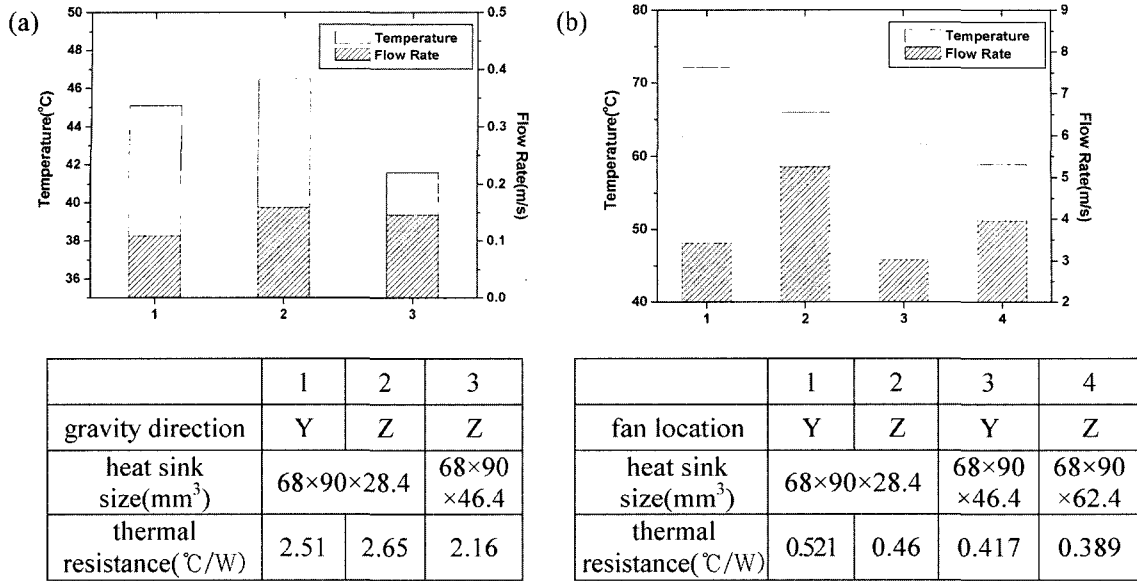 (a)
0.5
50
48
46
44
42
40
38
36
Temperature(°C)
Temperature
Flow Rate
0.4
0.3
0.2
0.1
0.0
Flow Rate(m/s)
1 2 3
(b)
80
70
60
50
40
Temperature(°C)
Temperature
Flow Rate
9
8
7
6
5
4
3
2
Flow Rate(m/s)
1 2 3 4
1 2 3
gravity direction Y Z Z
heat sink
size(mm³) 68×90×28.4 68×90
×46.4
thermal
resistance(℃/W) 2.51 2.65 2.16
1 2 3 4
fan location Y Z Y Z
heat sink
size(mm³) 68×90×28.4 68×90
×46.4 68×90
×62.4
thermal
resistance(℃/W) 0.521 0.46 0.417 0.389